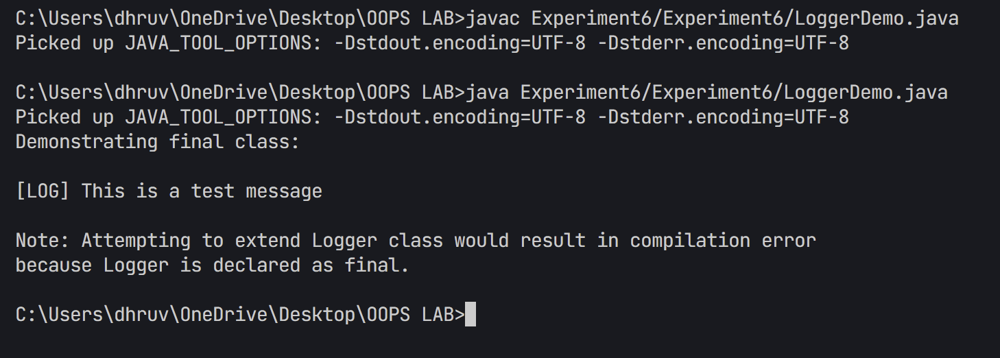 C:\Users\dhruv\OneDrive\Desktop\OOPS LAB>javac Experiment6/Experiment6/LoggerDemo.java
Picked up JAVA_TOOL_OPTIONS: -Dstdout.encoding=UTF-8 -Dstderr.encoding=UTF-8
C:\Users\dhruv\OneDrive\Desktop\OOPS LAB>java Experiment6/Experiment6/LoggerDemo.java
Picked up JAVA_TOOL_OPTIONS: -Dstdout.encoding=UTF-8 -Dstderr.encoding=UTF-8
Demonstrating final class:
[LOG] This is a test message
Note: Attempting to extend Logger class would result in compilation error
because Logger is declared as final.
C:\Users\dhruv\OneDrive\Desktop\OOPS LAB>